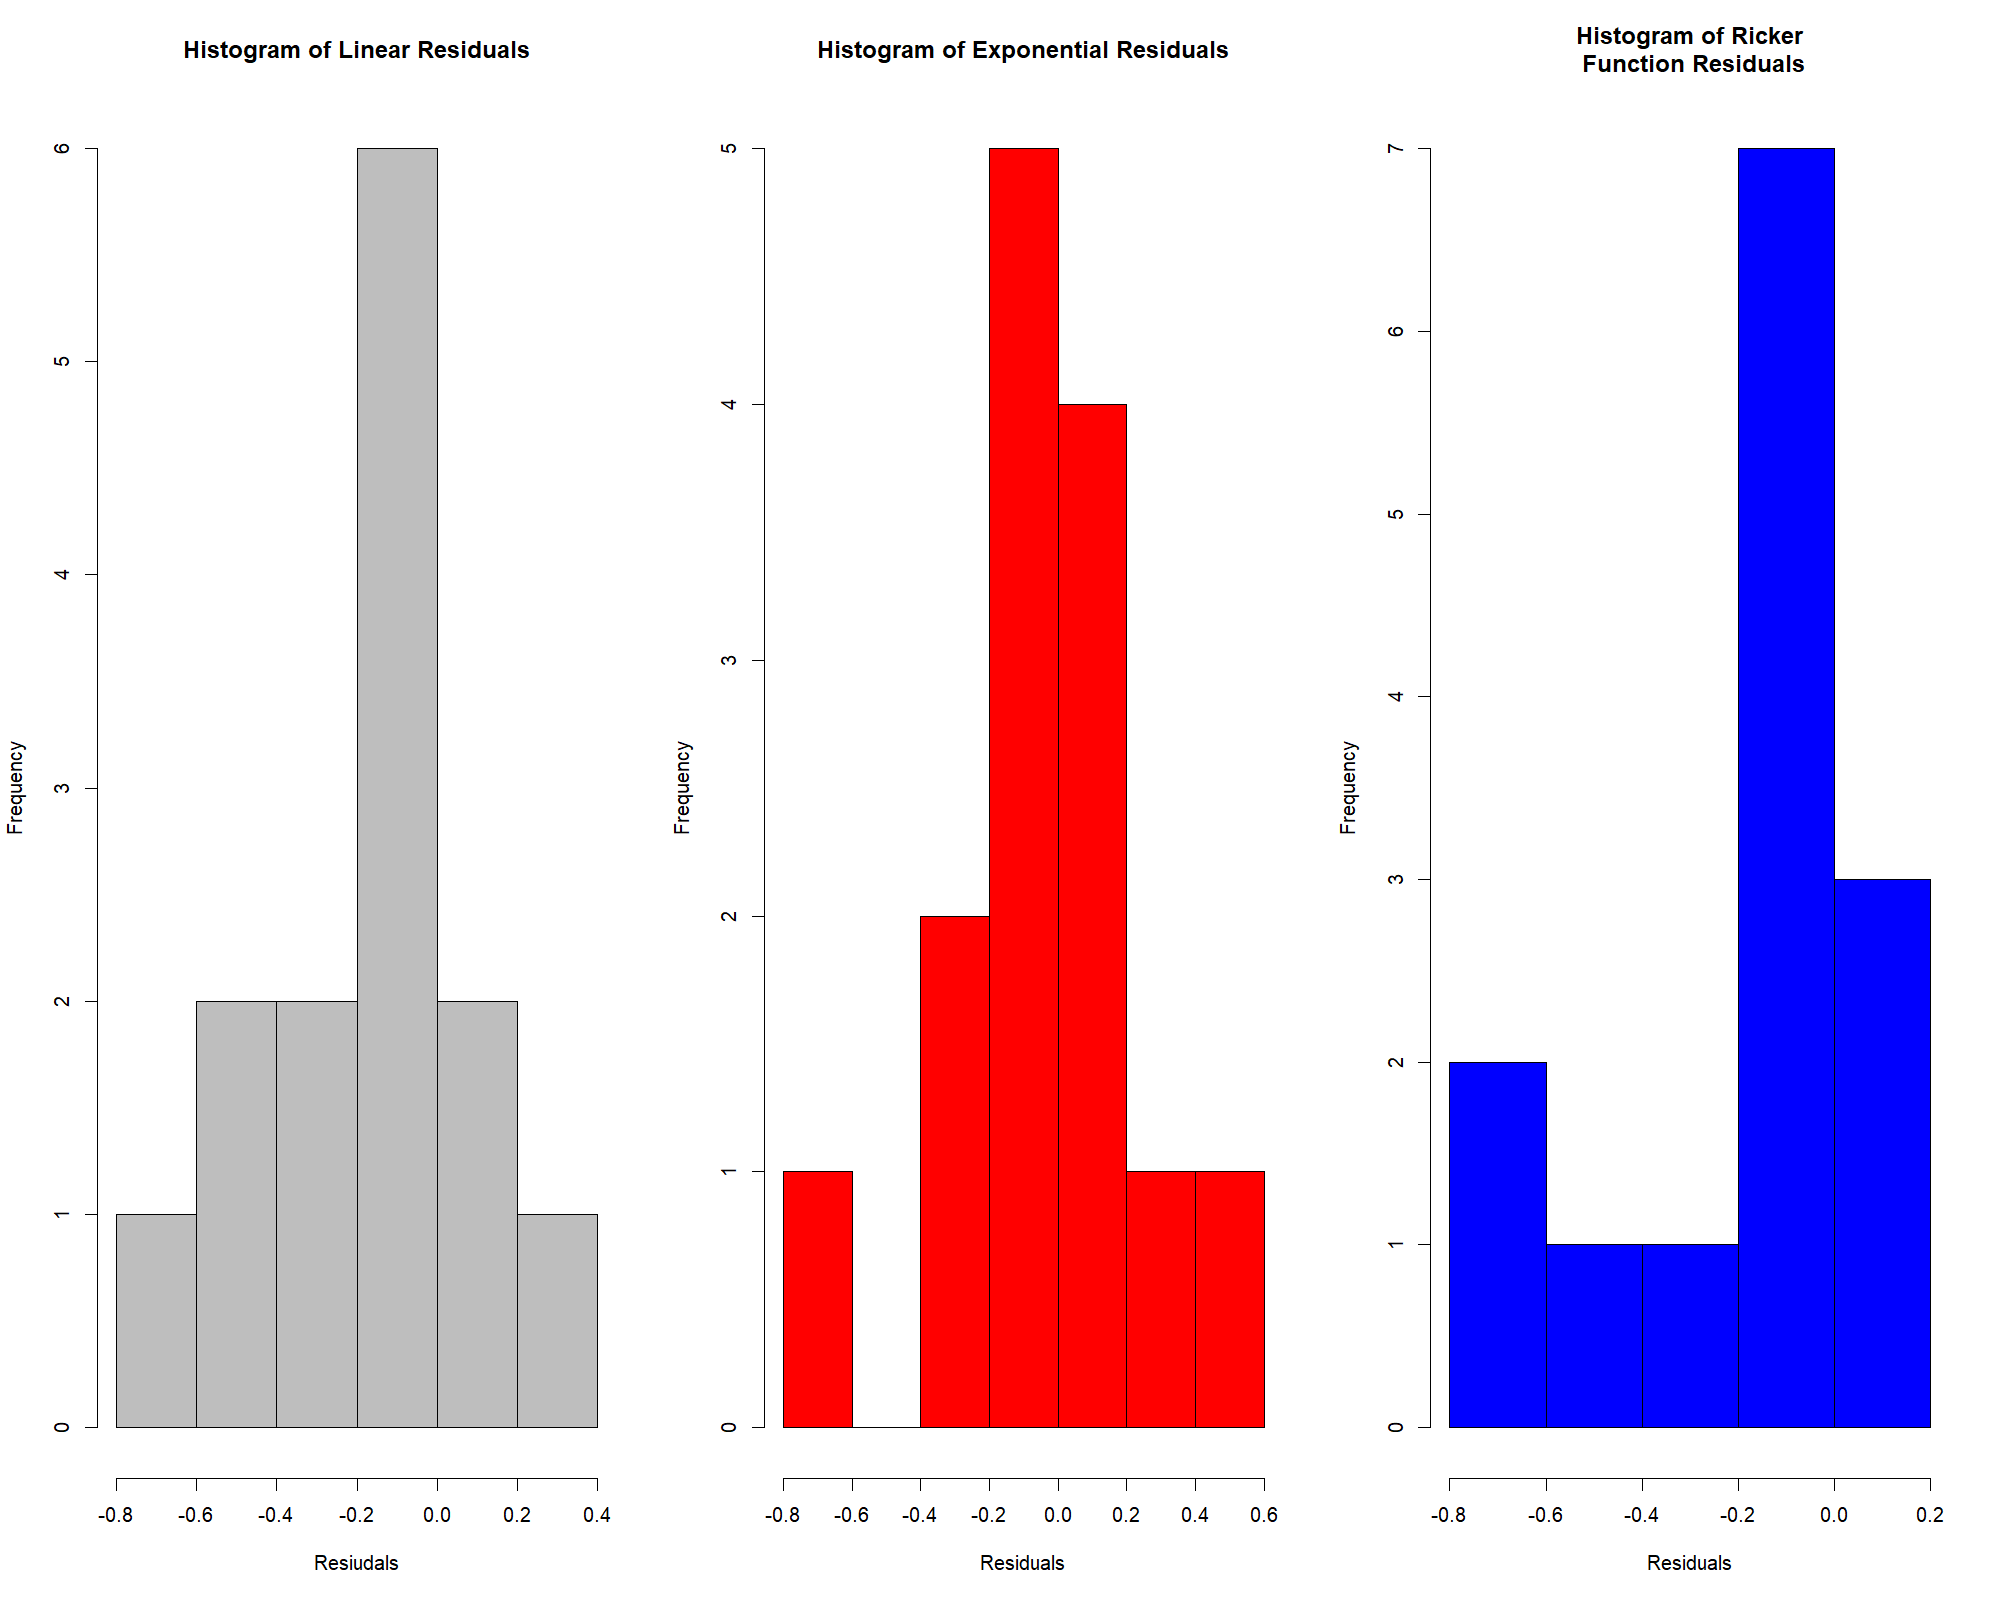 Histogram of Linear Residuals
Frequency
6
5
4
3
2
1
0
-0.8 -0.6 -0.4 -0.2 0.0 0.2 0.4
Resiudals
Histogram of Exponential Residuals
Frequency
5
4
3
2
1
0
-0.8 -0.6 -0.4 -0.2 0.0 0.2 0.4 0.6
Residuals
Histogram of Ricker
Function Residuals
Frequency
7
6
5
4
3
2
1
0
-0.8 -0.6 -0.4 -0.2 0.0 0.2
Residuals